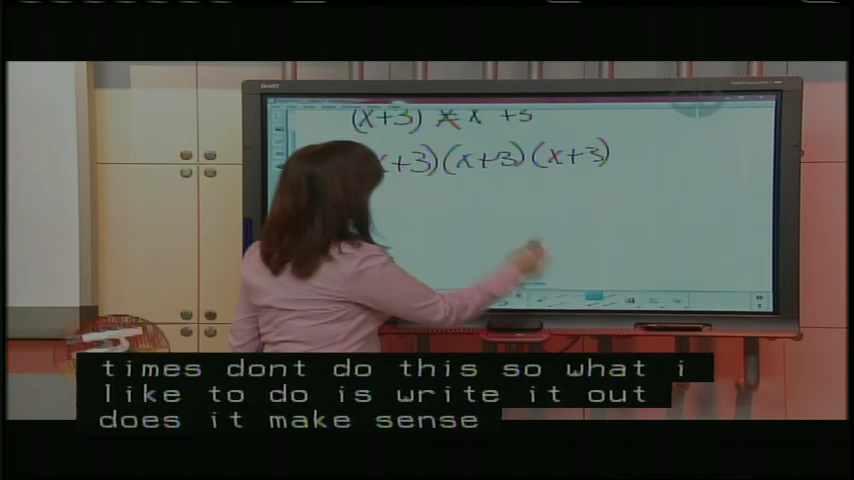 (x+3) ≠ x +3
x+3)(x+3)(x+3)
times dont do this so what i
like to do is write it out
does it make sense
5